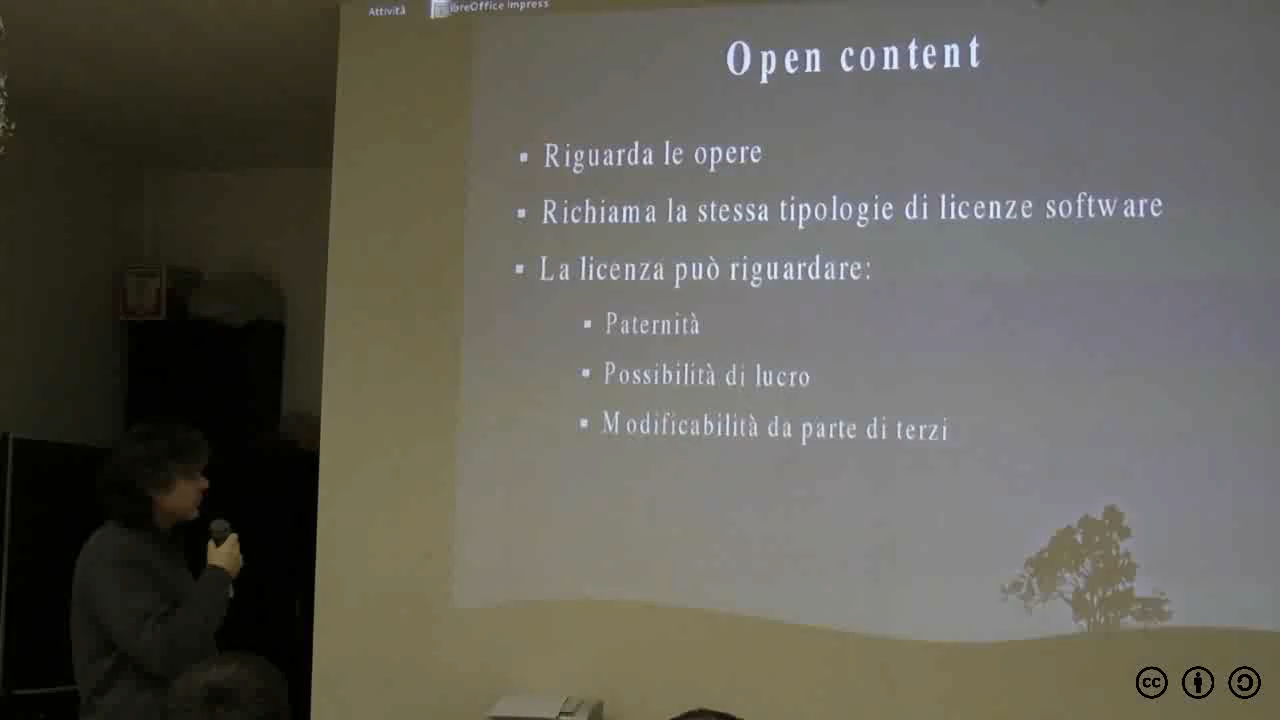 Attività LibreOffice Impress
Open content
▪ Riguarda le opere
▪ Richiama la stessa tipologie di licenze software
▪ La licenza può riguardare:
▪ Paternità
▪ Possibilità di lucro
▪ Modificabilità da parte di terzi
cc